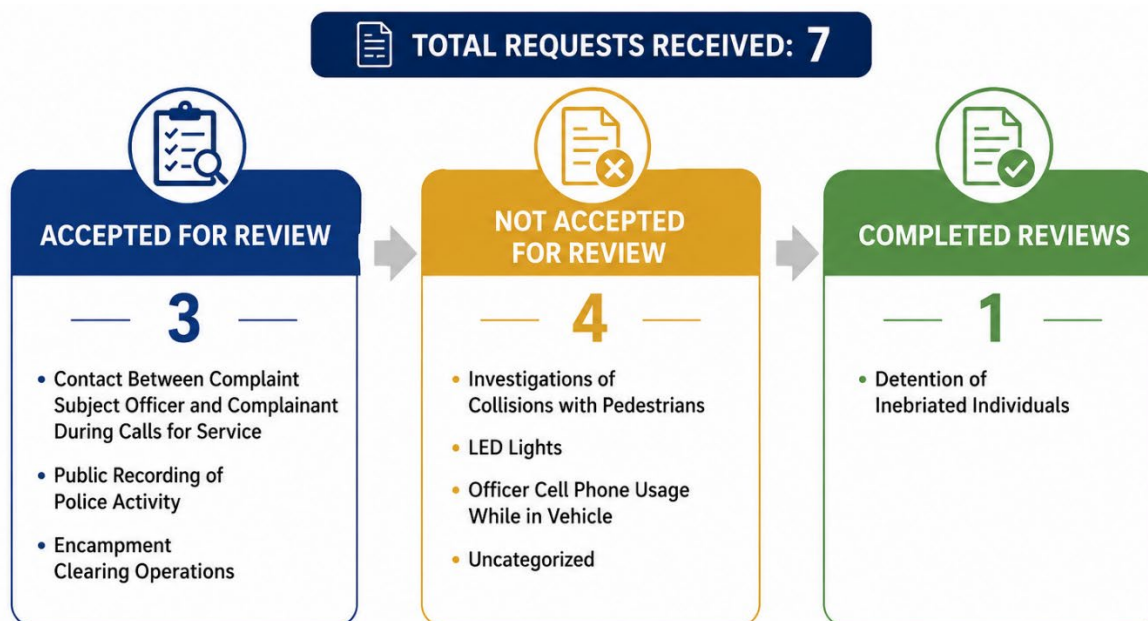 TOTAL REQUESTS RECEIVED: 7
ACCEPTED FOR REVIEW
3
• Contact Between Complaint
Subject Officer and Complainant
During Calls for Service
• Public Recording of
Police Activity
• Encampment
Clearing Operations
NOT ACCEPTED
FOR REVIEW
4
• Investigations of
Collisions with Pedestrians
• LED Lights
• Officer Cell Phone Usage
While in Vehicle
• Uncategorized
COMPLETED REVIEWS
1
• Detention of
Inebriated Individuals